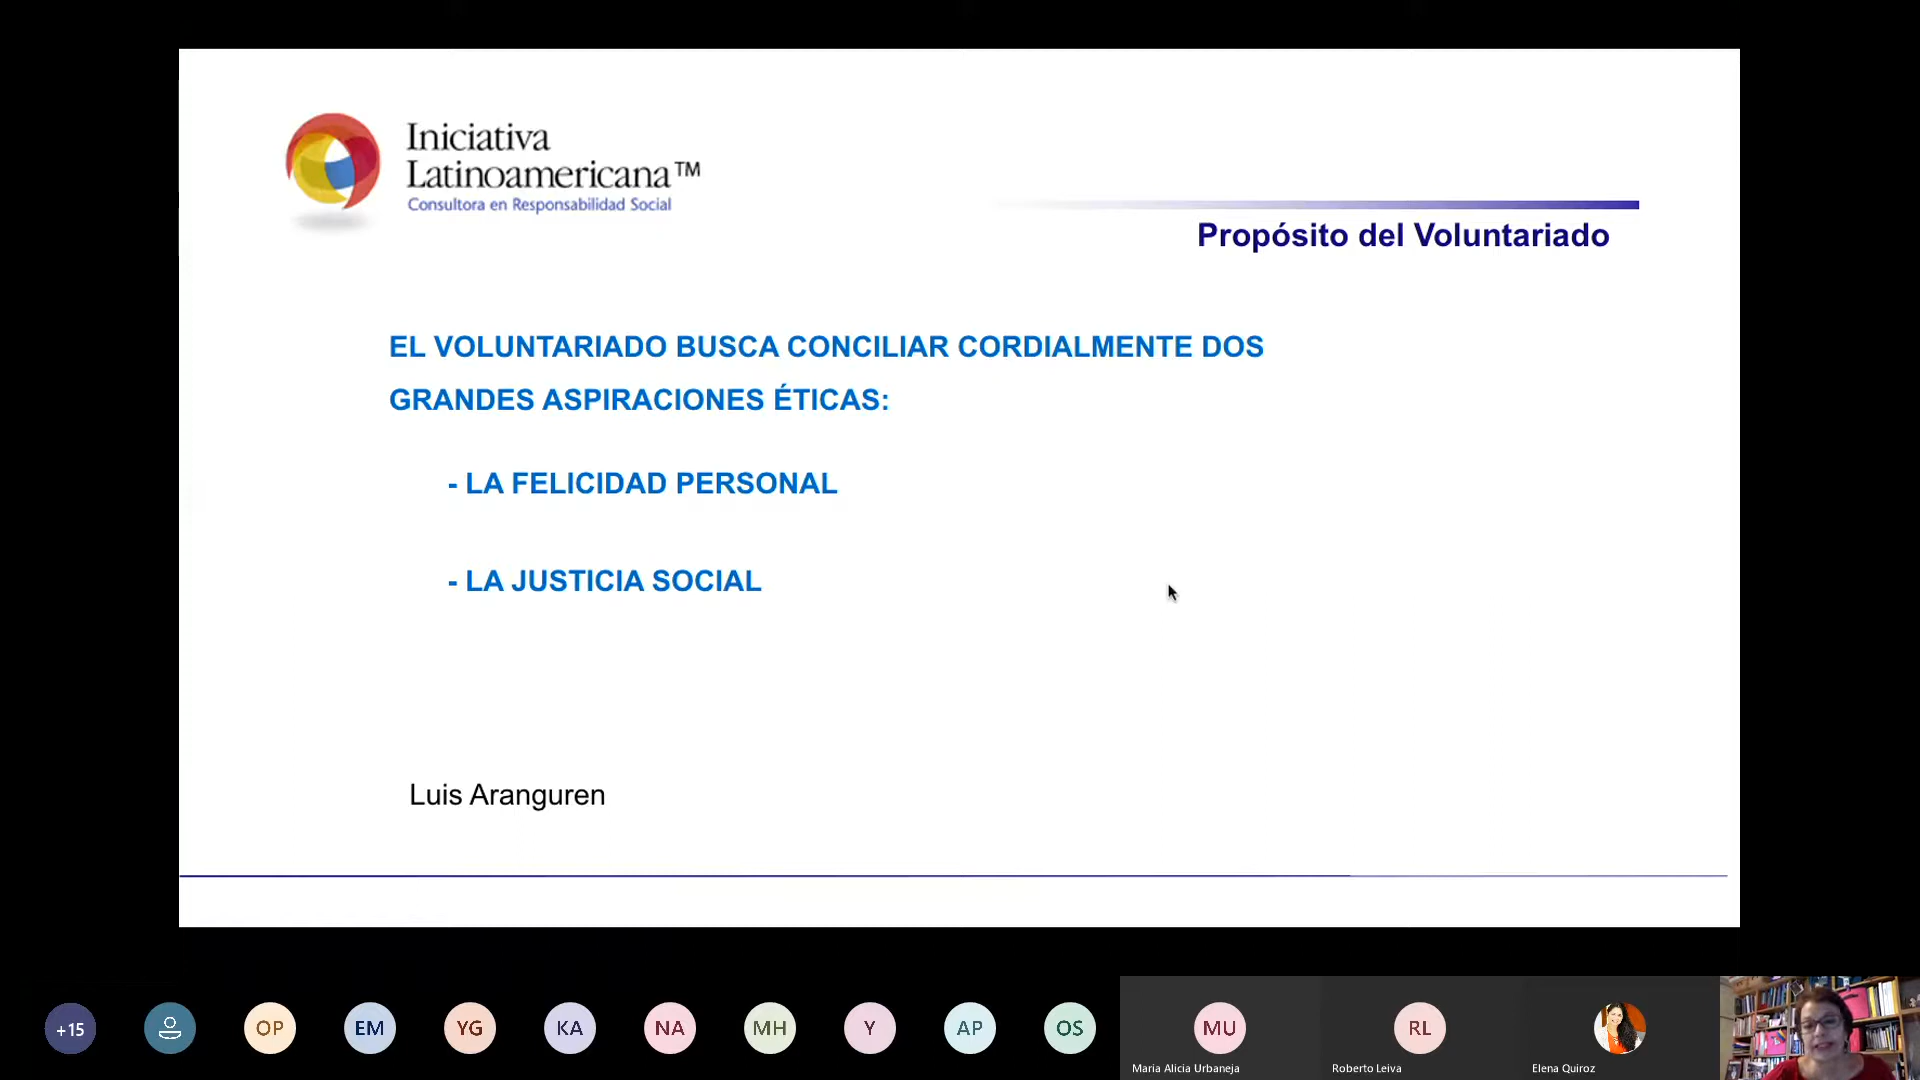 Iniciativa
Latinoamericana™
Consultora en Responsabilidad Social
Propósito del Voluntariado
EL VOLUNTARIADO BUSCA CONCILIAR CORDIALMENTE DOS
GRANDES ASPIRACIONES ÉTICAS:
- LA FELICIDAD PERSONAL
- LA JUSTICIA SOCIAL
Luis Aranguren
+15
OP
EM
YG
KA
NA
MH
Y
AP
OS
MU
RL
Maria Alicia Urbaneja
Roberto Leiva
Elena Quiroz